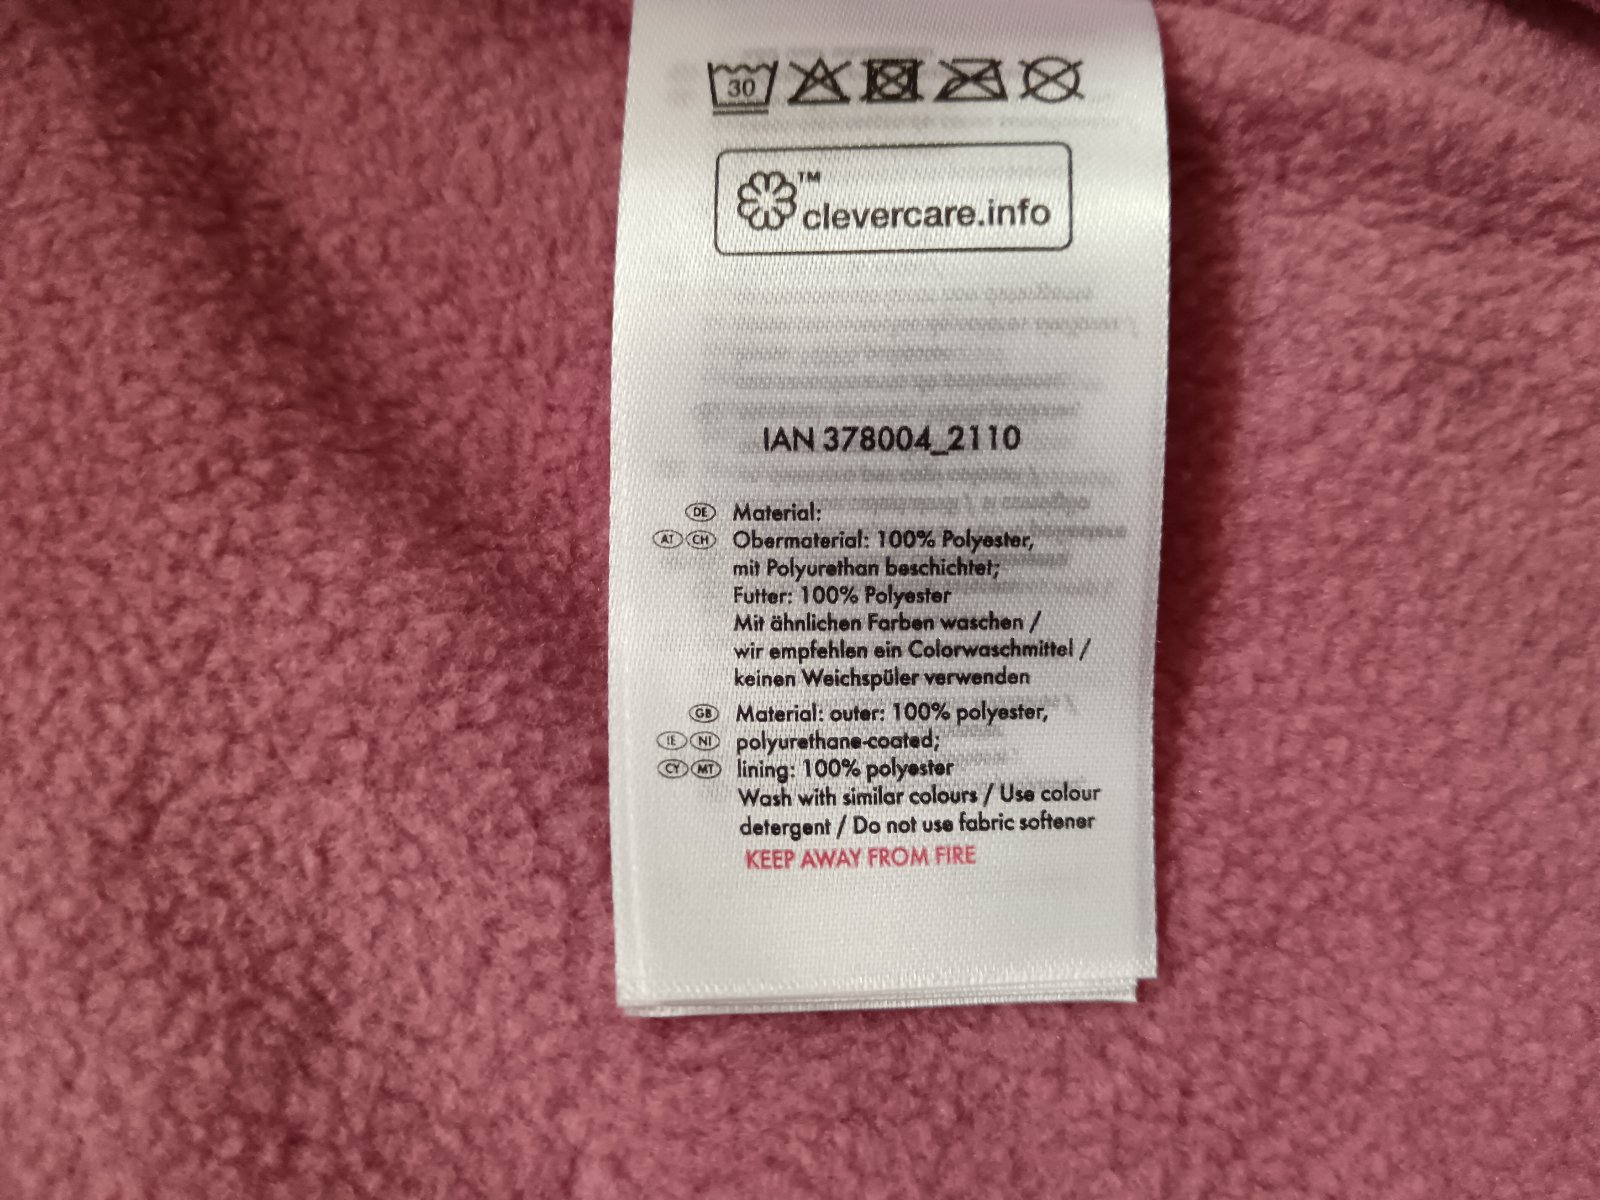 30
™
clevercare.info
IAN 378004_2110
DE Material:
AT CH Obermaterial: 100% Polyester,
mit Polyurethan beschichtet;
Futter: 100% Polyester
Mit ähnlichen Farben waschen /
wir empfehlen ein Colorwaschmittel /
keinen Weichspüler verwenden
GB Material: outer: 100% polyester,
IE NI polyurethane-coated;
CY MT lining: 100% polyester
Wash with similar colours / Use colour
detergent / Do not use fabric softener
KEEP AWAY FROM FIRE